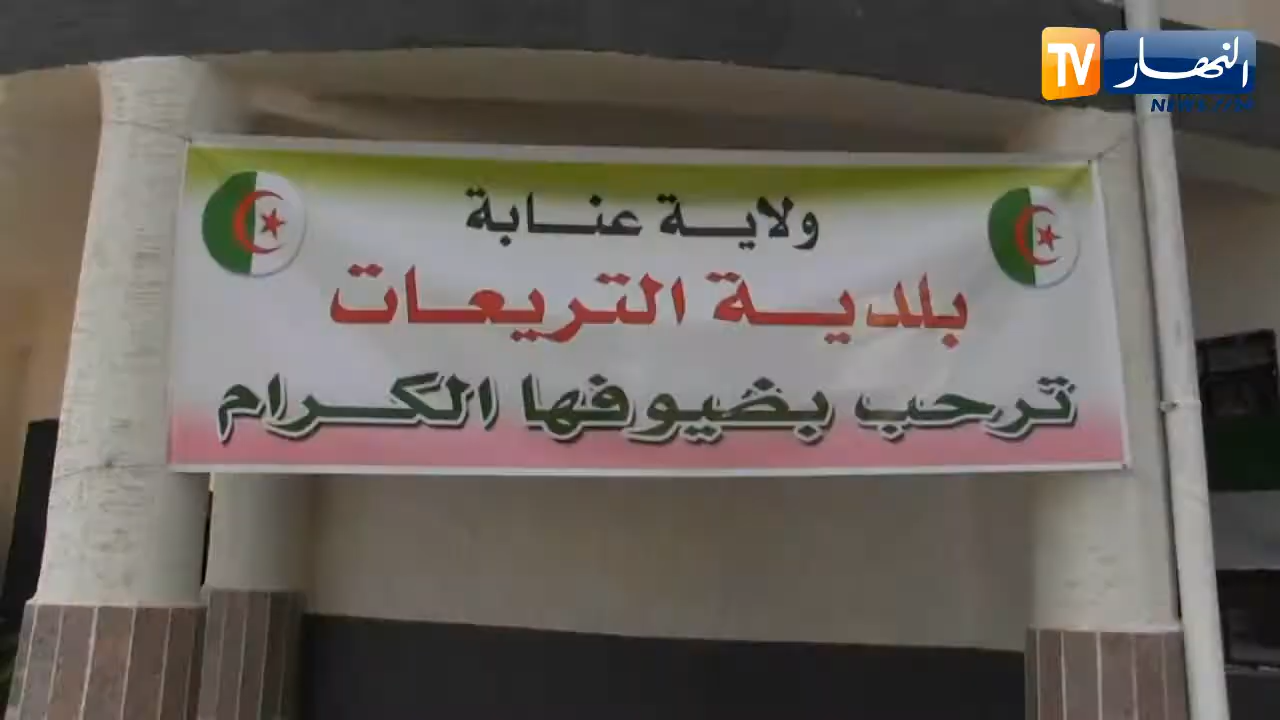 TV النهار
ولاية عنابة
بلدية التريعات
ترحب بضيوفها الكرام